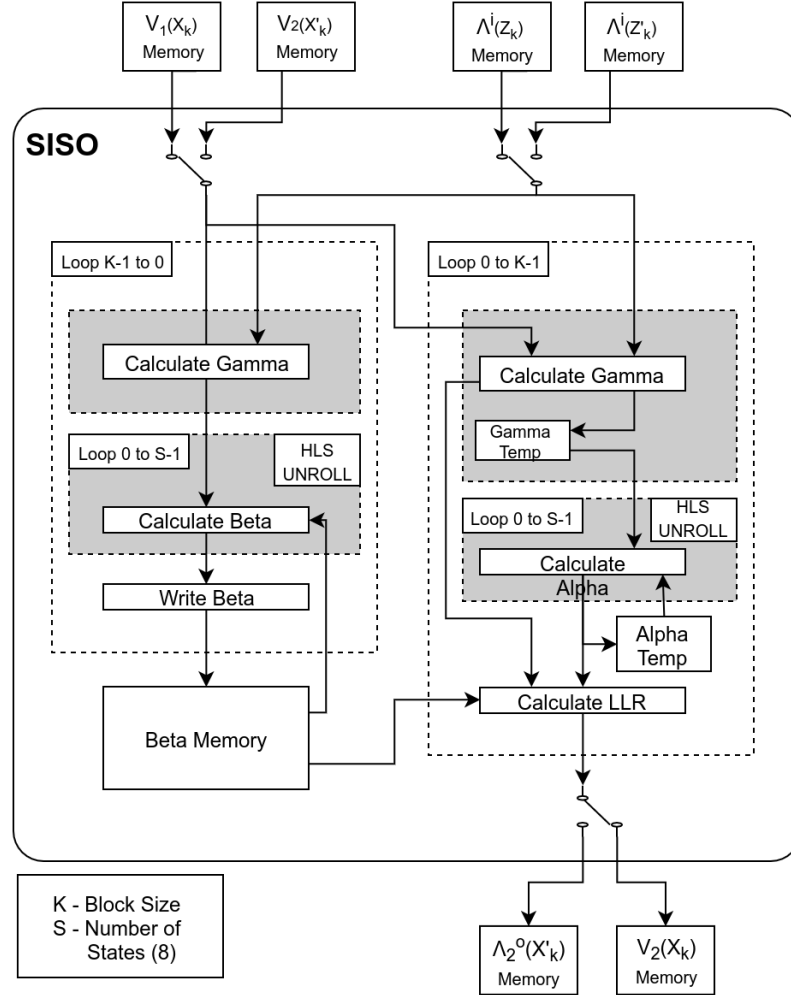 V₁(Xₖ)
Memory
V₂(X'ₖ)
Memory
Λⁱ(Zₖ)
Memory
Λⁱ(Z'ₖ)
Memory
SISO
Loop K-1 to 0
Calculate Gamma
Loop 0 to S-1
HLS
UNROLL
Calculate Beta
Write Beta
Beta Memory
Loop 0 to K-1
Calculate Gamma
Gamma
Temp
Loop 0 to S-1
HLS
UNROLL
Calculate
Alpha
Alpha
Temp
Calculate LLR
K - Block Size
S - Number of
States (8)
Λ₂ᵒ(X'ₖ)
Memory
V₂(Xₖ)
Memory